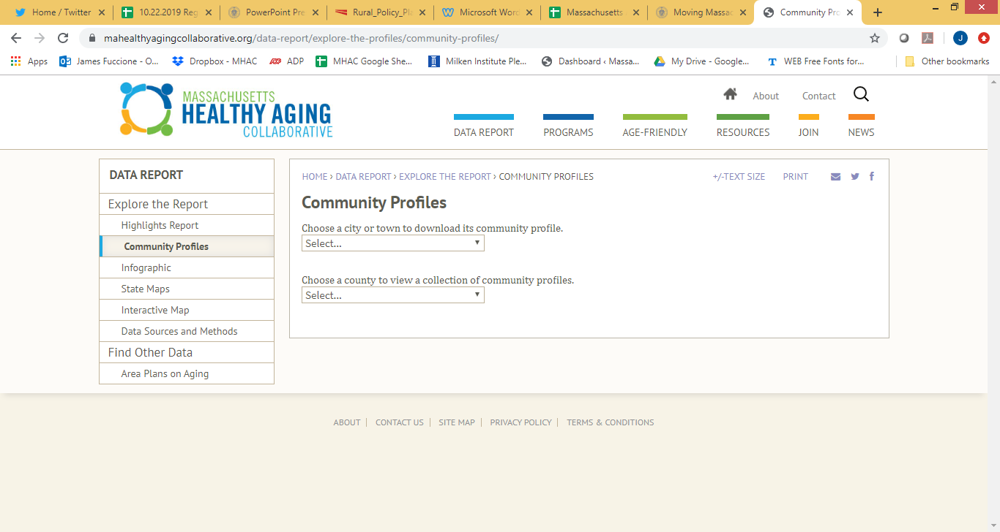 Home / Twitter
10.22.2019 Reg
PowerPoint Pre
Rural_Policy_Pla
Microsoft Word
Massachusetts
Moving Massac
Community Pro
J
mahealthyagingcollaborative.org/data-report/explore-the-profiles/community-profiles/
Apps
James Fuccione - O...
Dropbox - MHAC
ADP
MHAC Google She...
Milken Institute Ple...
Dashboard ‹ Massa...
My Drive - Google...
WEB Free Fonts for...
Other bookmarks
MASSACHUSETTS
HEALTHY AGING
COLLABORATIVE
About
Contact
DATA REPORT
PROGRAMS
AGE-FRIENDLY
RESOURCES
JOIN
NEWS
DATA REPORT
Explore the Report
Highlights Report
Community Profiles
Infographic
State Maps
Interactive Map
Data Sources and Methods
Find Other Data
Area Plans on Aging
HOME › DATA REPORT › EXPLORE THE REPORT › COMMUNITY PROFILES
+/-TEXT SIZE
PRINT
Community Profiles
Choose a city or town to download its community profile.
Select...
Choose a county to view a collection of community profiles.
Select...
ABOUT
CONTACT US
SITE MAP
PRIVACY POLICY
TERMS & CONDITIONS